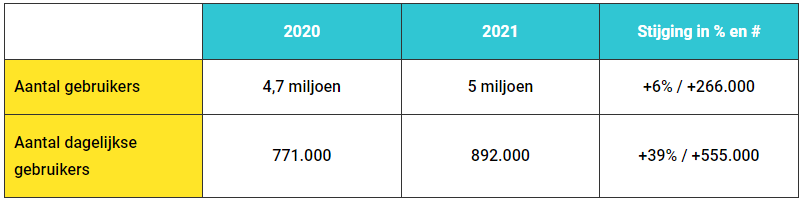 2020 2021 Stijging in % en #
Aantal gebruikers 4,7 miljoen 5 miljoen +6% / +266.000
Aantal dagelijkse
gebruikers 771.000 892.000 +39% / +555.000